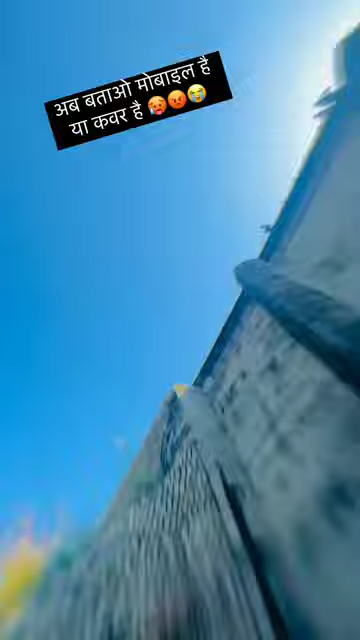 अब बताओ मोबाइल है
या कवर है 🥵😡😭